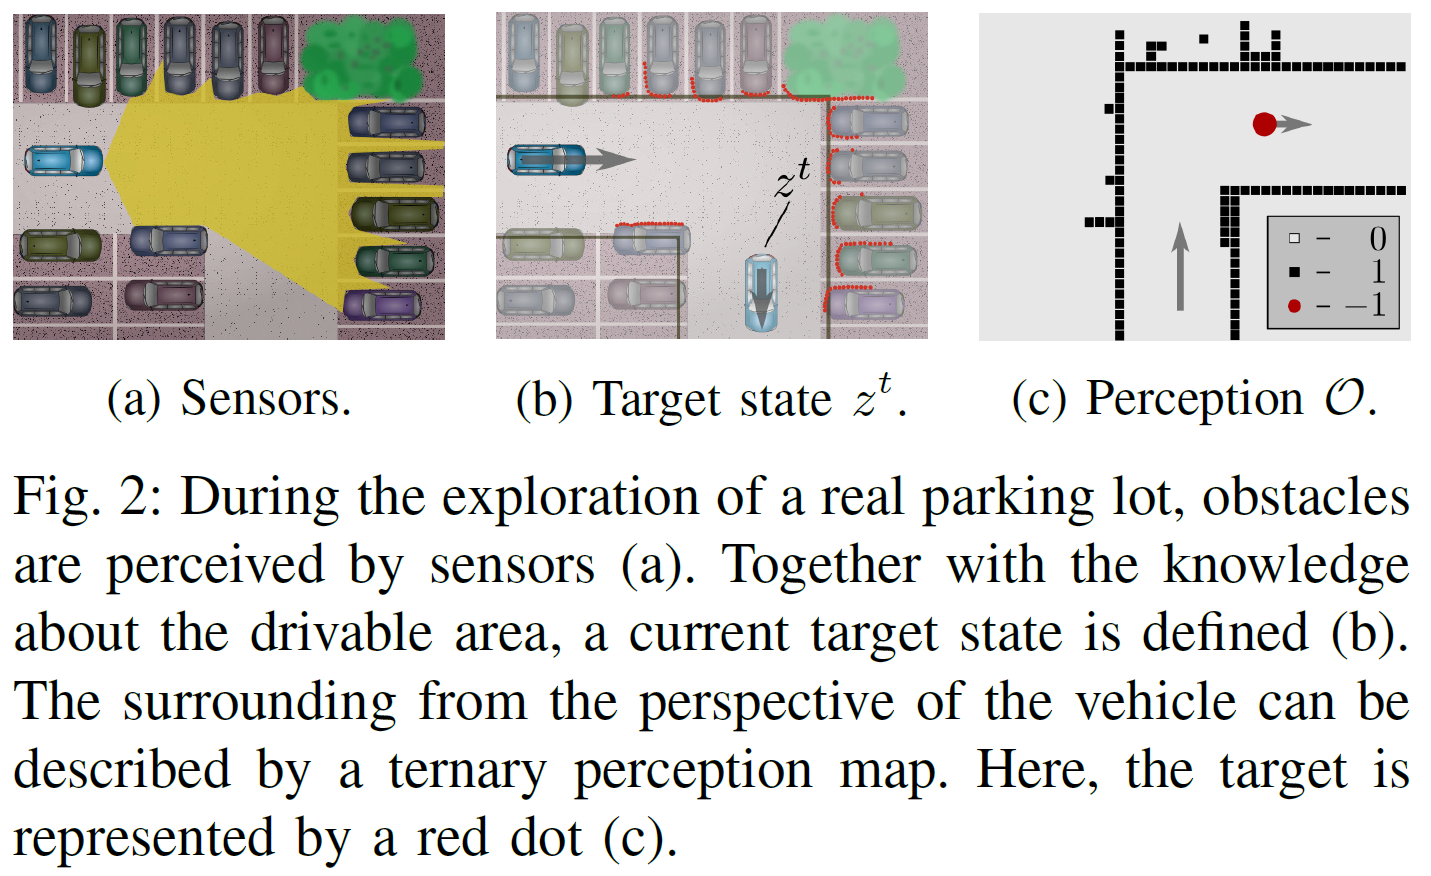 z^t
□ – 0
■ – 1
● – −1
(a) Sensors.
(b) Target state z^t.
(c) Perception 𝒪.
Fig. 2: During the exploration of a real parking lot, obstacles
are perceived by sensors (a). Together with the knowledge
about the drivable area, a current target state is defined (b).
The surrounding from the perspective of the vehicle can be
described by a ternary perception map. Here, the target is
represented by a red dot (c).